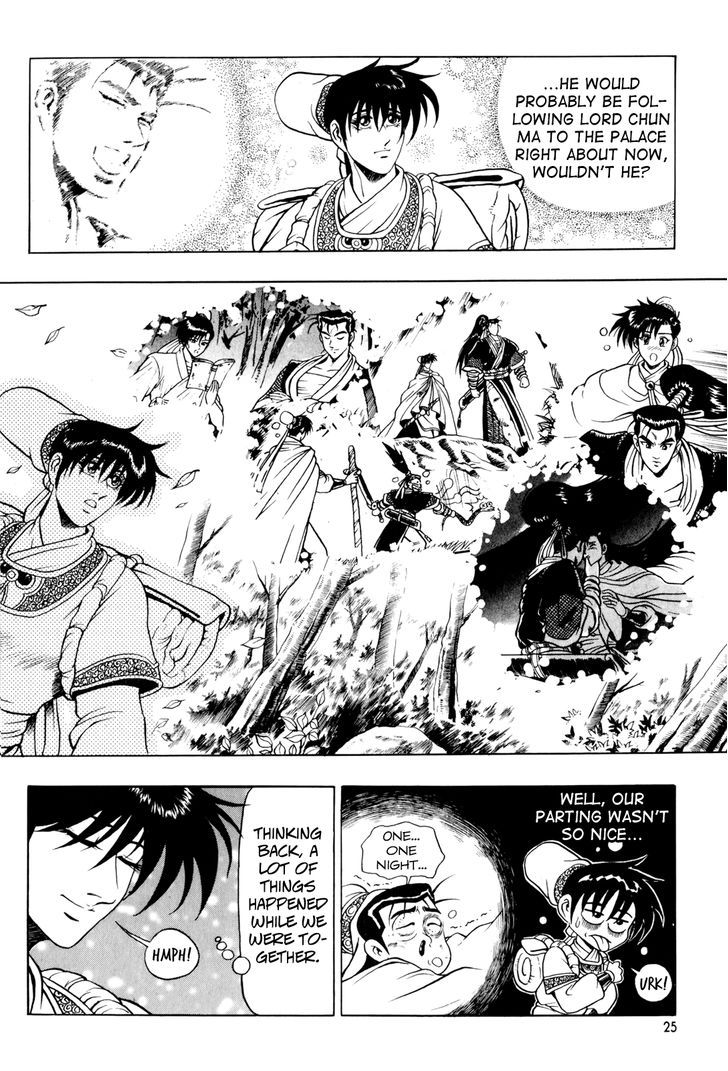 ...HE WOULD
PROBABLY BE FOL-
LOWING LORD CHUN
MA TO THE PALACE
RIGHT ABOUT NOW,
WOULDN'T HE?
THINKING
BACK, A
LOT OF
THINGS
HAPPENED
WHILE WE
WERE TO-
GETHER.
HMPH!
WELL, OUR
PARTING WASN'T
SO NICE...
ONE...
ONE
NIGHT...
URK!
25